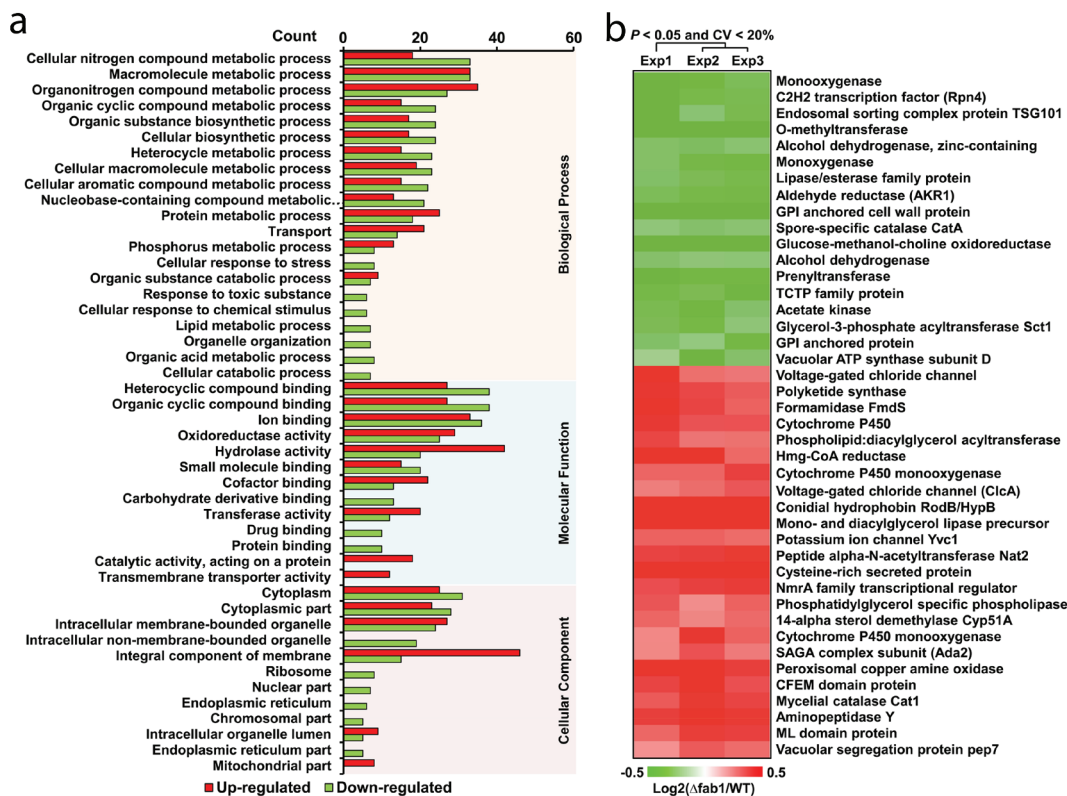 a
Count
0 20 40 60
Cellular nitrogen compound metabolic process
Macromolecule metabolic process
Organonitrogen compound metabolic process
Organic cyclic compound metabolic process
Organic substance biosynthetic process
Cellular biosynthetic process
Heterocycle metabolic process
Cellular macromolecule metabolic process
Cellular aromatic compound metabolic process
Nucleobase-containing compound metabolic..
Protein metabolic process
Transport
Phosphorus metabolic process
Cellular response to stress
Organic substance catabolic process
Response to toxic substance
Cellular response to chemical stimulus
Lipid metabolic process
Organelle organization
Organic acid metabolic process
Cellular catabolic process
Biological Process
Heterocyclic compound binding
Organic cyclic compound binding
Ion binding
Oxidoreductase activity
Hydrolase activity
Small molecule binding
Cofactor binding
Carbohydrate derivative binding
Transferase activity
Drug binding
Protein binding
Catalytic activity, acting on a protein
Transmembrane transporter activity
Molecular Function
Cytoplasm
Cytoplasmic part
Intracellular membrane-bounded organelle
Intracellular non-membrane-bounded organelle
Integral component of membrane
Ribosome
Nuclear part
Endoplasmic reticulum
Chromosomal part
Intracellular organelle lumen
Endoplasmic reticulum part
Mitochondrial part
Cellular Component
Up-regulated Down-regulated
b
P < 0.05 and CV < 20%
Exp1 Exp2 Exp3
Monooxygenase
C2H2 transcription factor (Rpn4)
Endosomal sorting complex protein TSG101
O-methyltransferase
Alcohol dehydrogenase, zinc-containing
Monoxygenase
Lipase/esterase family protein
Aldehyde reductase (AKR1)
GPI anchored cell wall protein
Spore-specific catalase CatA
Glucose-methanol-choline oxidoreductase
Alcohol dehydrogenase
Prenyltransferase
TCTP family protein
Acetate kinase
Glycerol-3-phosphate acyltransferase Sct1
GPI anchored protein
Vacuolar ATP synthase subunit D
Voltage-gated chloride channel
Polyketide synthase
Formamidase FmdS
Cytochrome P450
Phospholipid:diacylglycerol acyltransferase
Hmg-CoA reductase
Cytochrome P450 monooxygenase
Voltage-gated chloride channel (ClcA)
Conidial hydrophobin RodB/HypB
Mono- and diacylglycerol lipase precursor
Potassium ion channel Yvc1
Peptide alpha-N-acetyltransferase Nat2
Cysteine-rich secreted protein
NmrA family transcriptional regulator
Phosphatidylglycerol specific phospholipase
14-alpha sterol demethylase Cyp51A
Cytochrome P450 monooxygenase
SAGA complex subunit (Ada2)
Peroxisomal copper amine oxidase
CFEM domain protein
Mycelial catalase Cat1
Aminopeptidase Y
ML domain protein
Vacuolar segregation protein pep7
-0.5 0.5
Log2(Δfab1/WT)